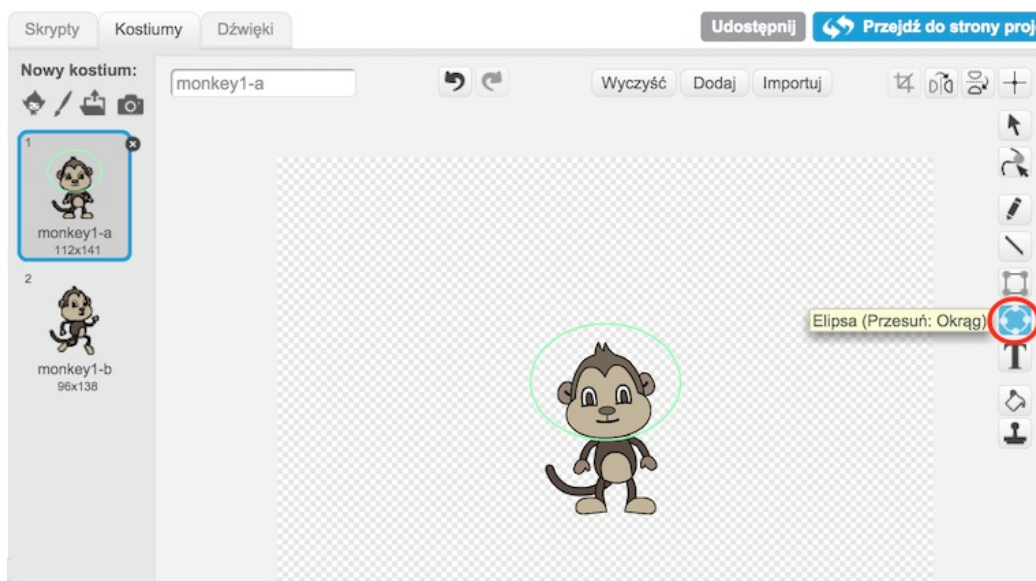 Skrypty Kostiumy Dźwięki Udostępnij Przejdź do strony proj
Nowy kostium:
monkey1-a Wyczyść Dodaj Importuj
1
monkey1-a
112x141
2
monkey1-b
96x138
Elipsa (Przesuń: Okrąg)
T